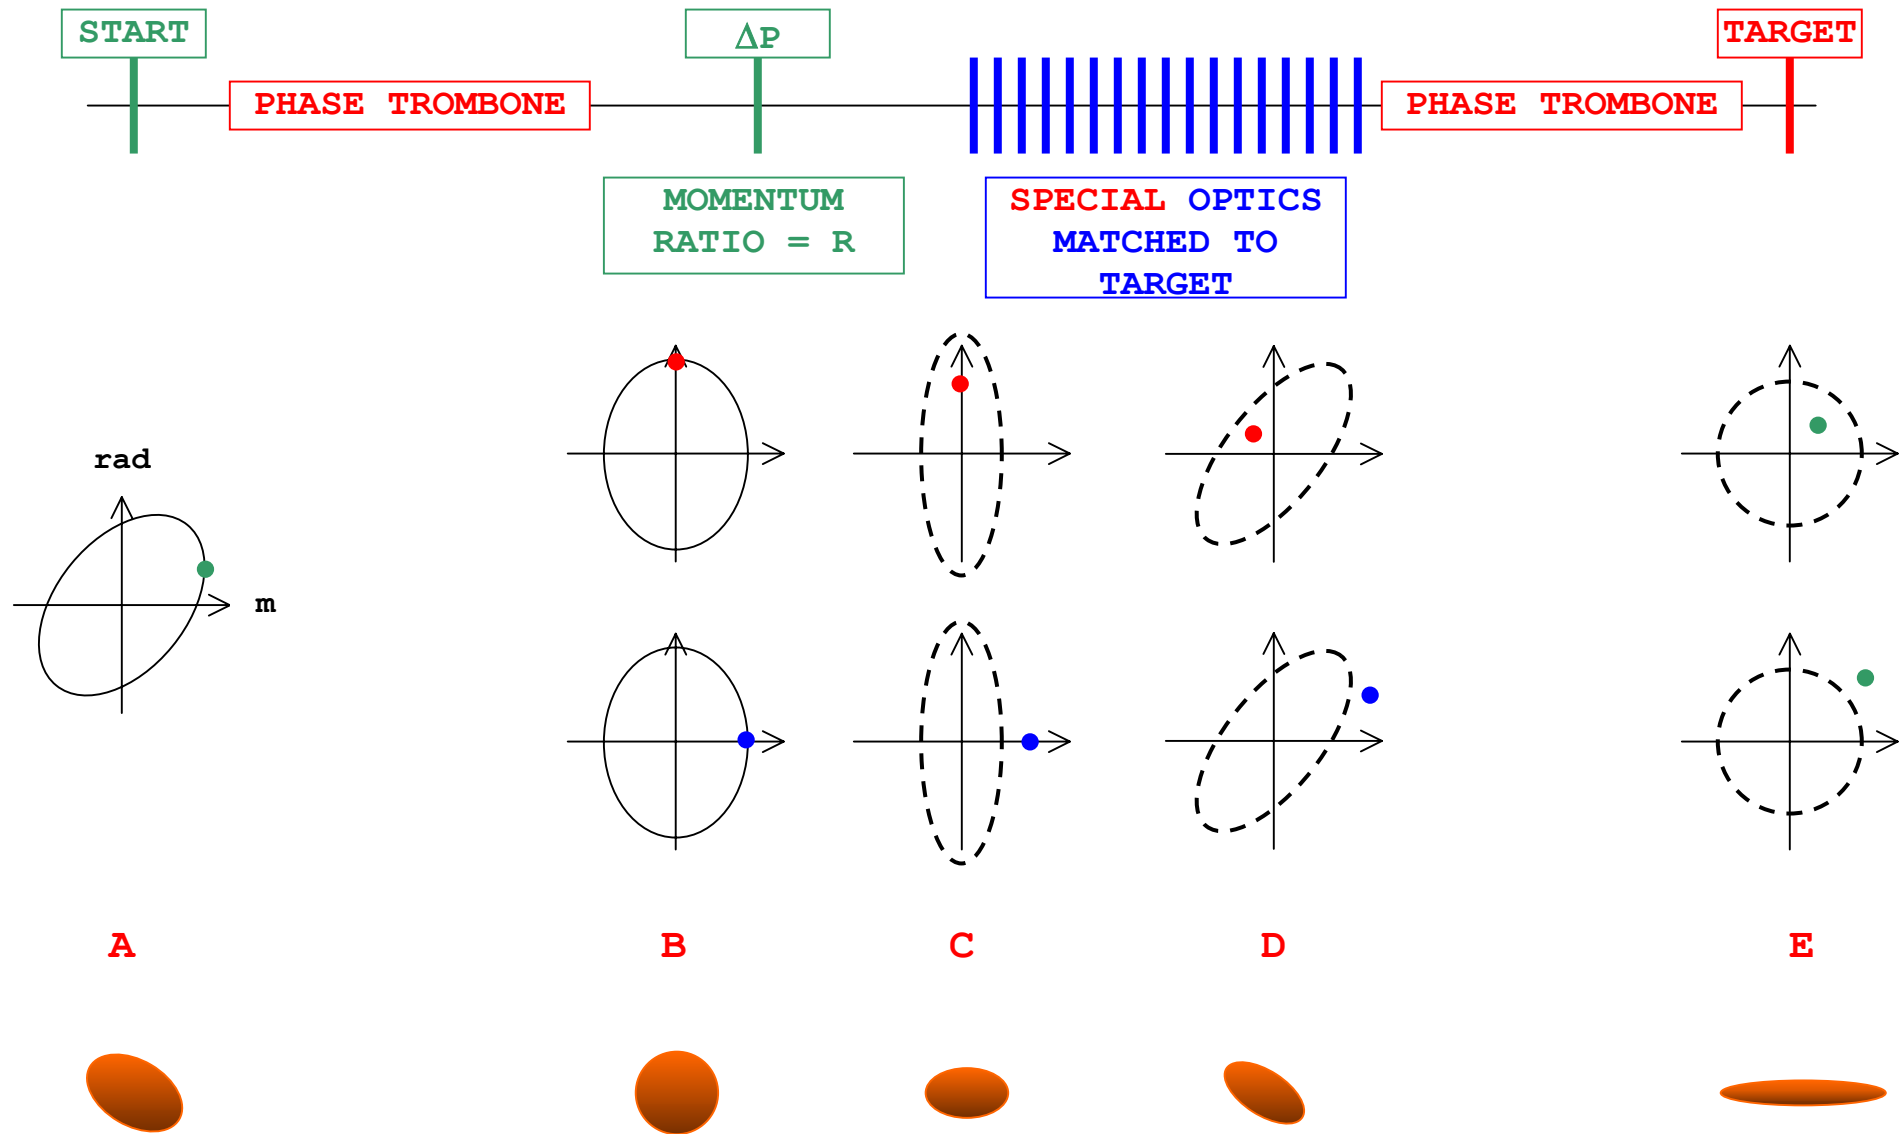 START
ΔP
TARGET
PHASE TROMBONE
PHASE TROMBONE
MOMENTUM
RATIO = R
SPECIAL OPTICS
MATCHED TO
TARGET
rad
m
A
B
C
D
E